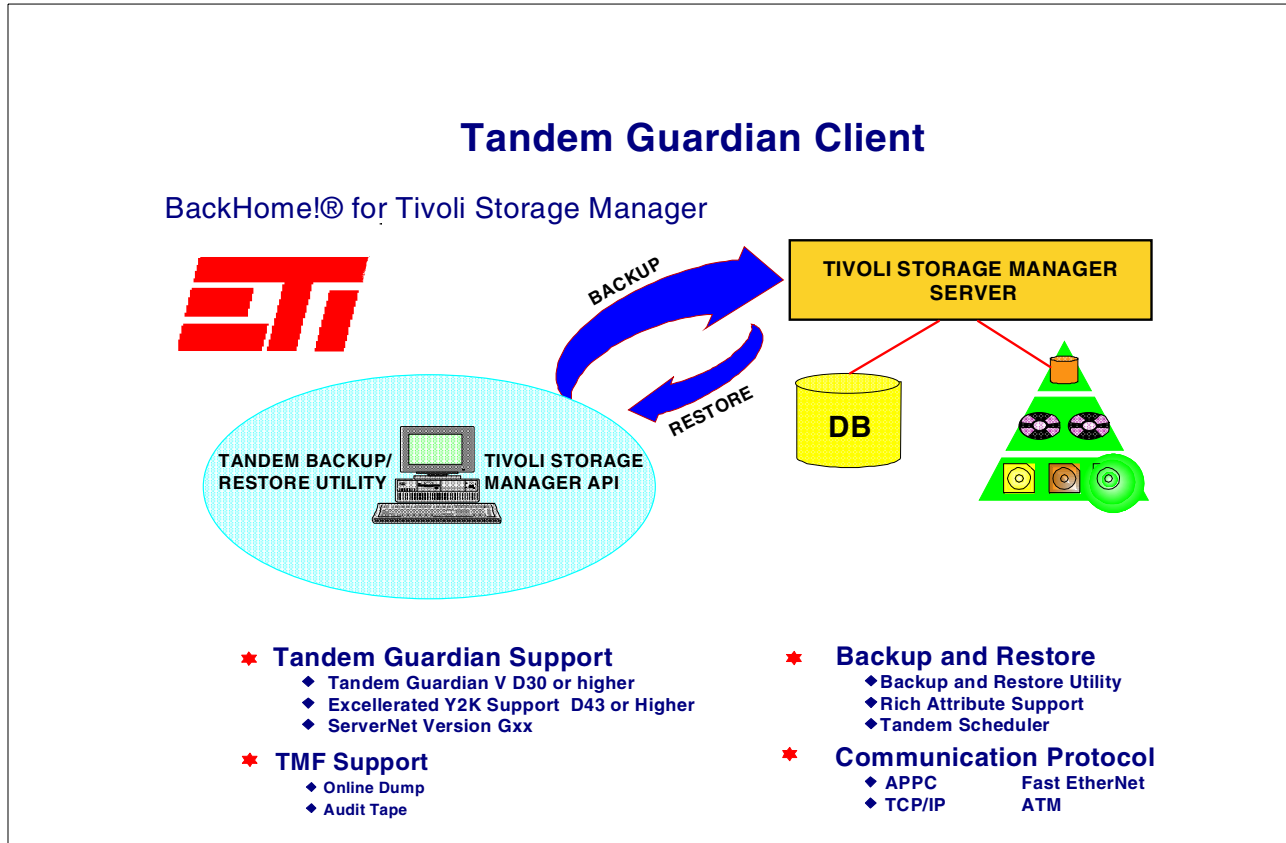 Tandem Guardian Client
BackHome!® for Tivoli Storage Manager
ETI
BACKUP
RESTORE
TIVOLI STORAGE MANAGER
SERVER
DB
TANDEM BACKUP/
RESTORE UTILITY
TIVOLI STORAGE
MANAGER API
Tandem Guardian Support
Tandem Guardian V D30 or higher
Excellerated Y2K Support D43 or Higher
ServerNet Version Gxx
TMF Support
Online Dump
Audit Tape
Backup and Restore
Backup and Restore Utility
Rich Attribute Support
Tandem Scheduler
Communication Protocol
APPC Fast EtherNet
TCP/IP ATM